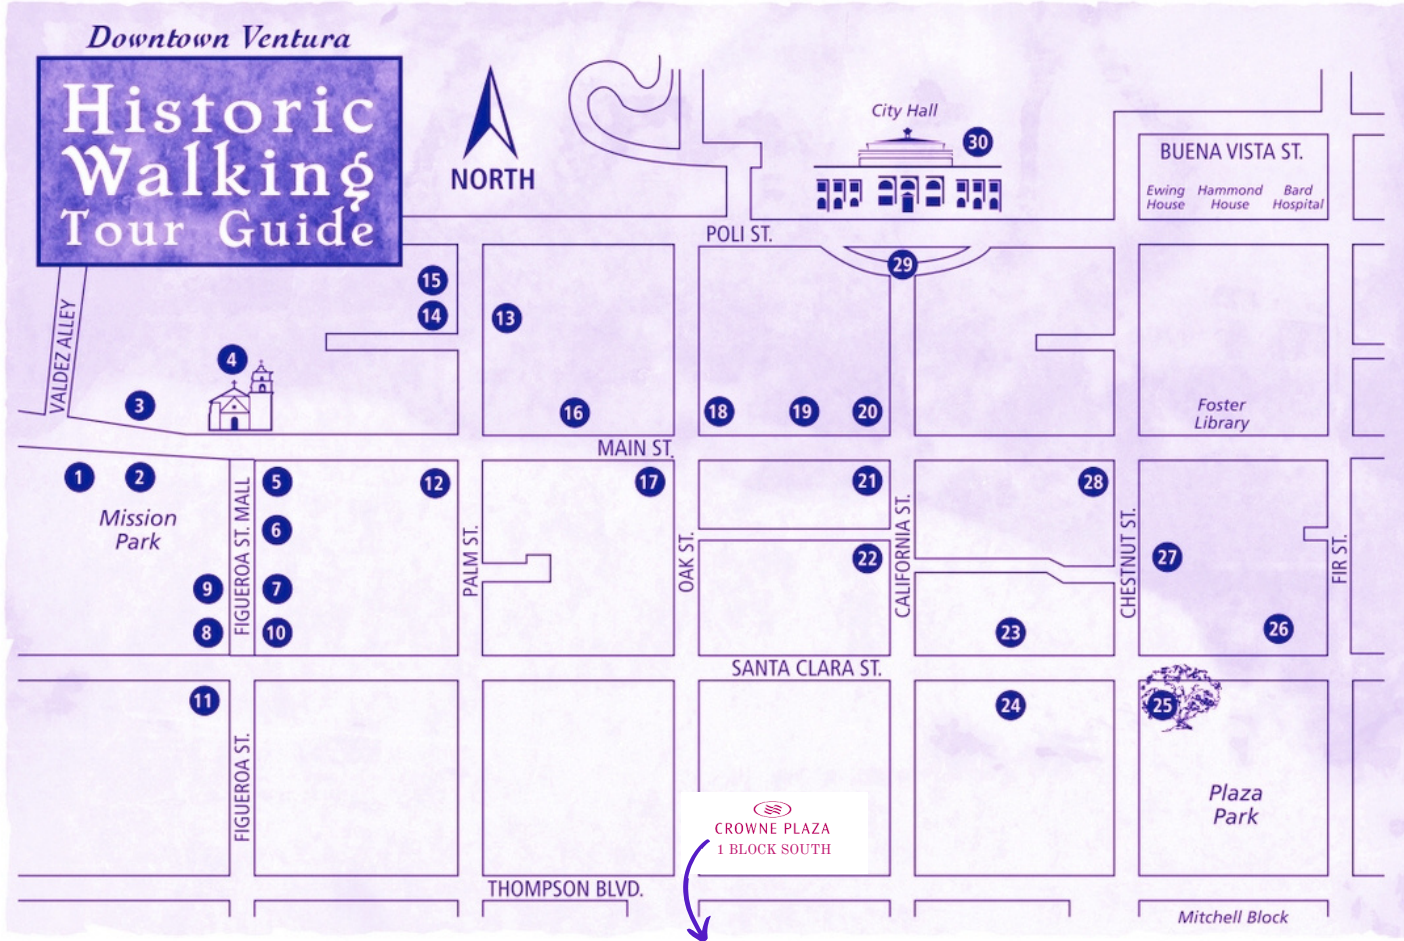 Downtown Ventura
Historic
Walking
Tour Guide
NORTH
City Hall
30
BUENA VISTA ST.
Ewing
House
Hammond
House
Bard
Hospital
POLI ST.
29
15
14
13
VALDEZ ALLEY
4
3
16
18
19
20
Foster
Library
MAIN ST.
1
2
5
12
17
21
28
Mission
Park
6
FIGUEROA ST. MALL
PALM ST.
OAK ST.
22
CALIFORNIA ST.
CHESTNUT ST.
27
FIR ST.
9
7
8
10
23
26
SANTA CLARA ST.
11
24
25
FIGUEROA ST.
Plaza
Park
CROWNE PLAZA
1 BLOCK SOUTH
THOMPSON BLVD.
Mitchell Block